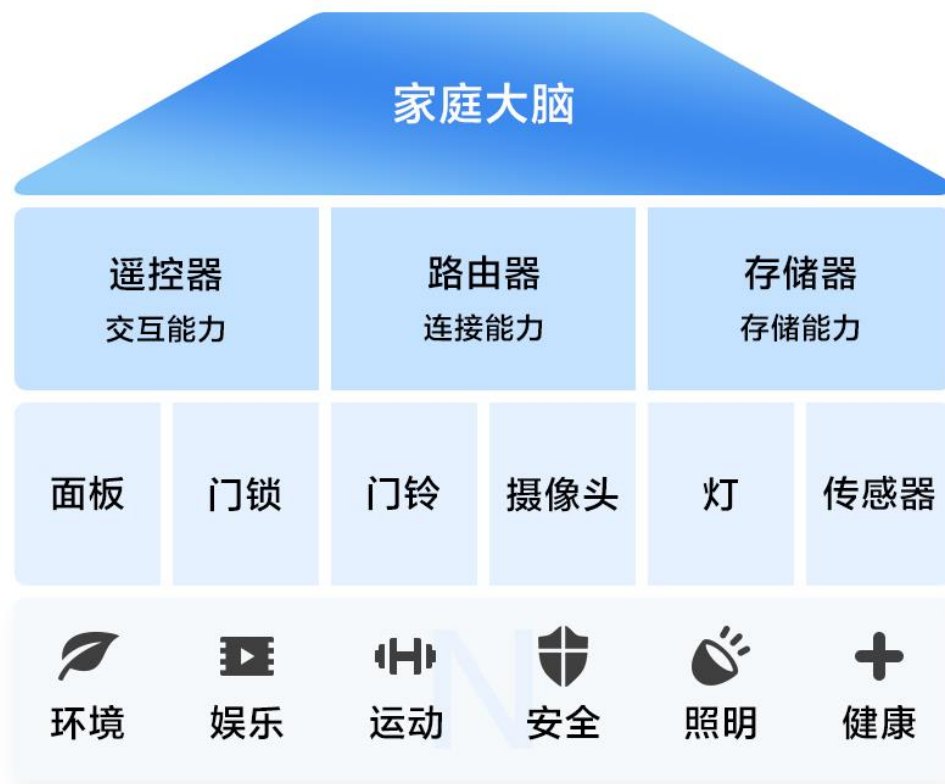 家庭大脑
遥控器 路由器 存储器
交互能力 连接能力 存储能力
面板 门锁 门铃 摄像头 灯 传感器
N
环境 娱乐 运动 安全 照明 健康